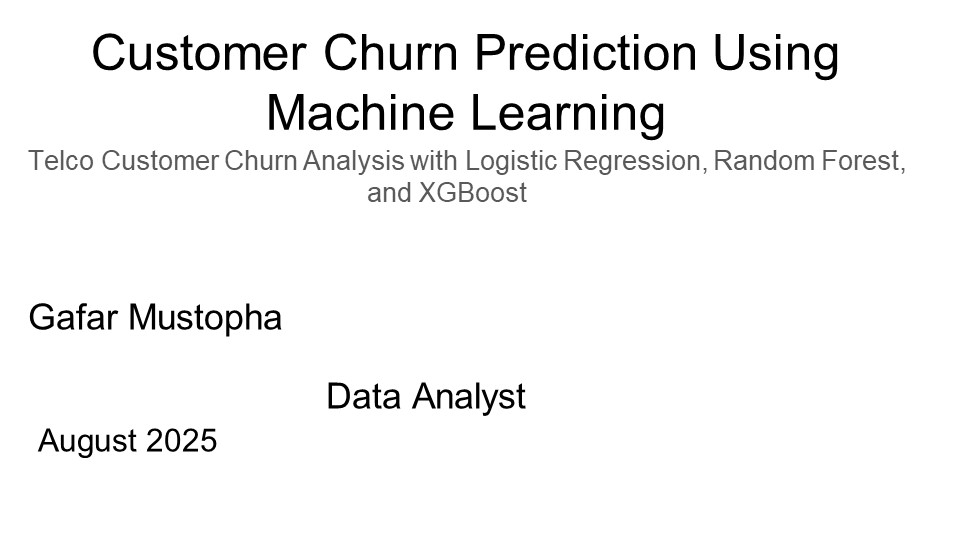 Customer Churn Prediction Using
Machine Learning
Telco Customer Churn Analysis with Logistic Regression, Random Forest,
and XGBoost
Gafar Mustopha
Data Analyst
August 2025